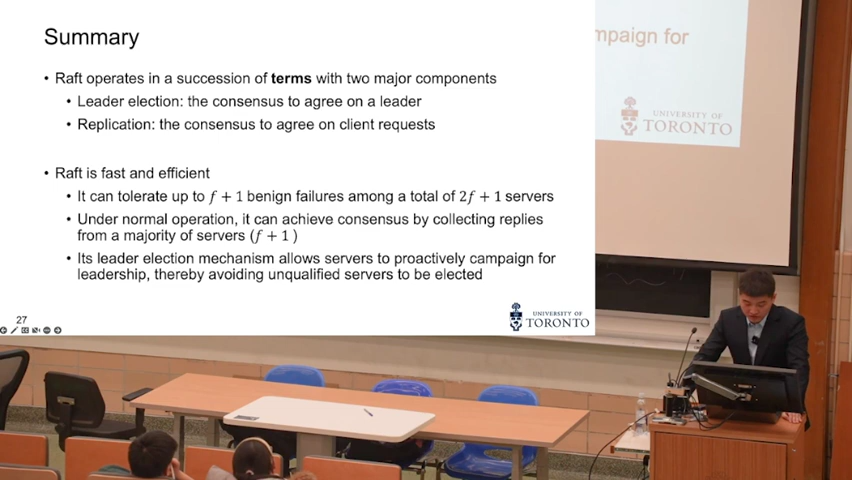 Summary
• Raft operates in a succession of terms with two major components
• Leader election: the consensus to agree on a leader
• Replication: the consensus to agree on client requests
• Raft is fast and efficient
• It can tolerate up to f + 1 benign failures among a total of 2f + 1 servers
• Under normal operation, it can achieve consensus by collecting replies
from a majority of servers (f + 1 )
• Its leader election mechanism allows servers to proactively campaign for
leadership, thereby avoiding unqualified servers to be elected
27
UNIVERSITY OF
TORONTO
mpaign for
UNIVERSITY OF
TORONTO